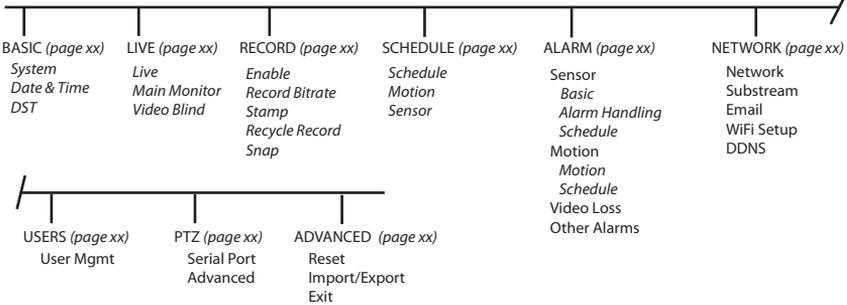 BASIC (page xx)
System
Date & Time
DST
LIVE (page xx)
Live
Main Monitor
Video Blind
RECORD (page xx)
Enable
Record Bitrate
Stamp
Recycle Record
Snap
SCHEDULE (page xx)
Schedule
Motion
Sensor
ALARM (page xx)
Sensor
Basic
Alarm Handling
Schedule
Motion
Motion
Schedule
Video Loss
Other Alarms
NETWORK (page xx)
Network
Substream
Email
WiFi Setup
DDNS
USERS (page xx)
User Mgmt
PTZ (page xx)
Serial Port
Advanced
ADVANCED (page xx)
Reset
Import/Export
Exit